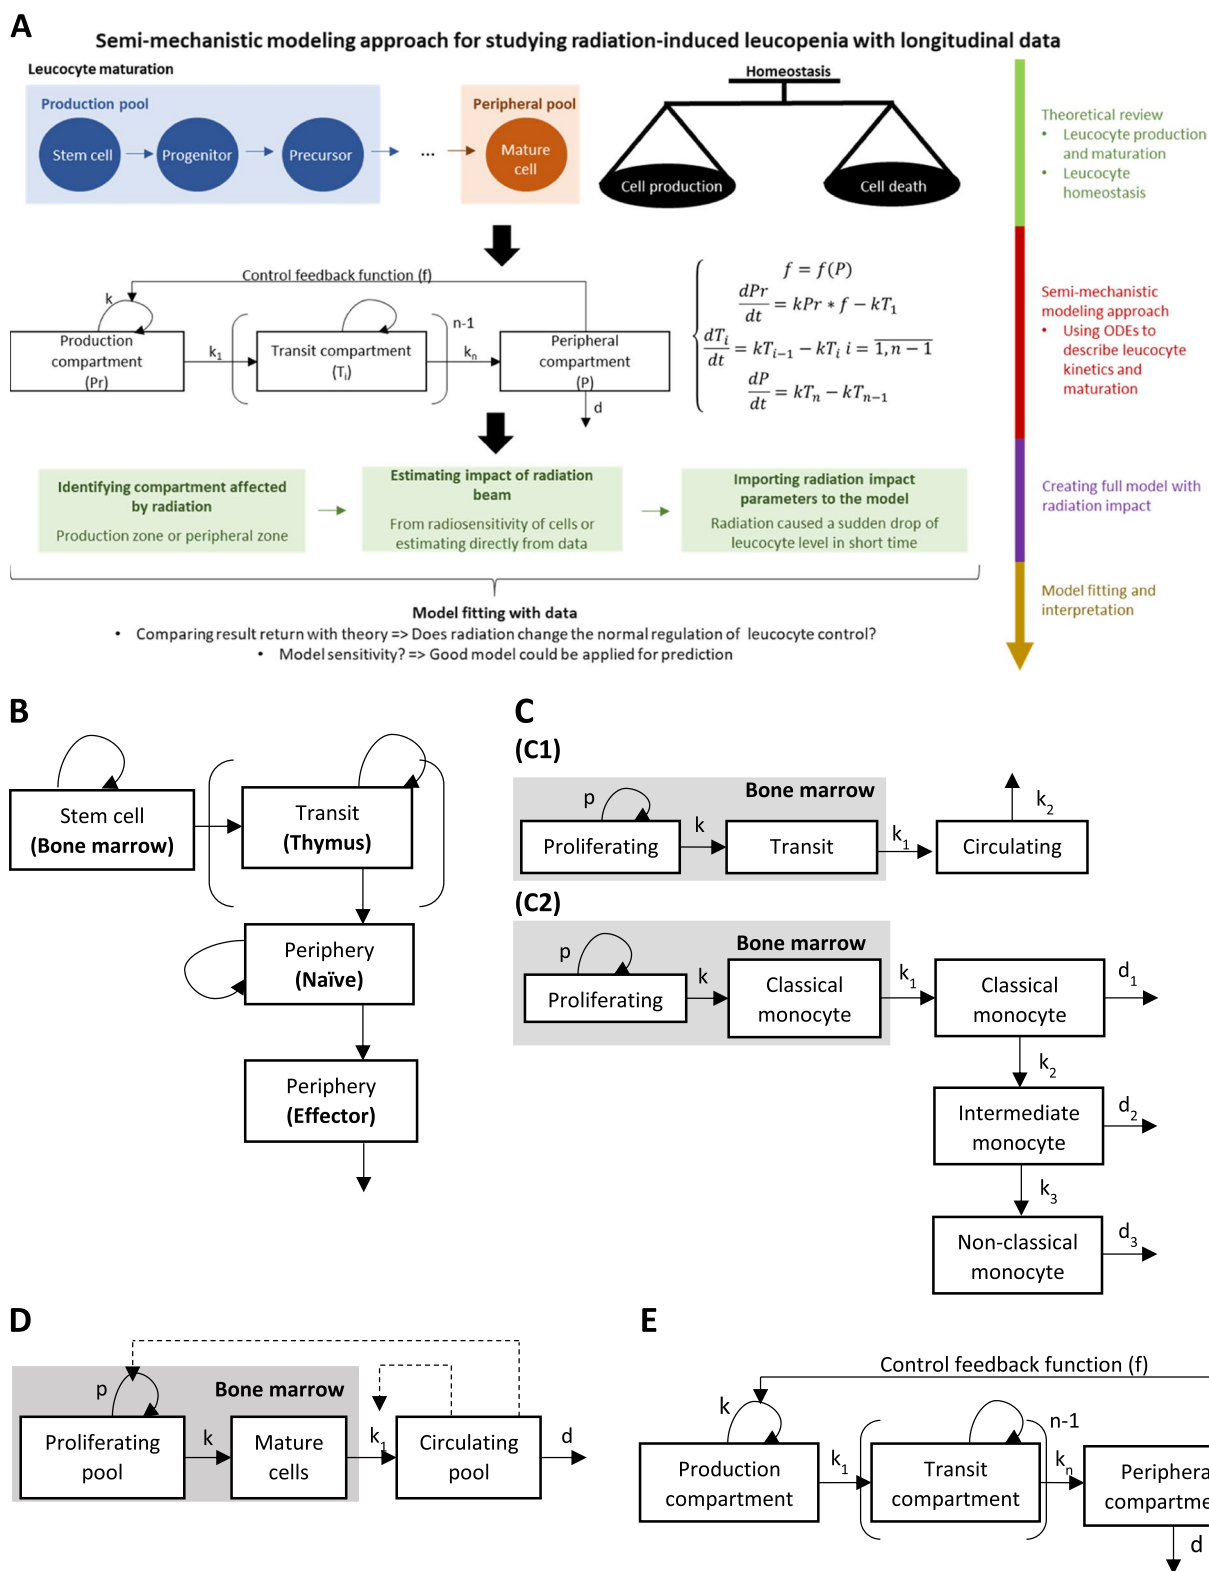 A
Semi-mechanistic modeling approach for studying radiation-induced leucopenia with longitudinal data
Leucocyte maturation
Production pool
Stem cell
Progenitor
Precursor
...
Peripheral pool
Mature
cell
Homeostasis
Cell production
Cell death
Theoretical review
• Leucocyte production
and maturation
• Leucocyte
homeostasis
Control feedback function (f)
k
Production
compartment
(Pr)
k₁
Transit compartment
(Tᵢ)
n-1
kₙ
Peripheral
compartment
(P)
d
f = f(P)
dPr/dt = kPr * f − kT₁
dTᵢ/dt = kTᵢ₋₁ − kTᵢ i = 1, n − 1
dP/dt = kTₙ − kTₙ₋₁
Semi-mechanistic
modeling approach
• Using ODEs to
describe leucocyte
kinetics and
maturation
Identifying compartment affected
by radiation
Production zone or peripheral zone
Estimating impact of radiation
beam
From radiosensitivity of cells or
estimating directly from data
Importing radiation impact
parameters to the model
Radiation caused a sudden drop of
leucocyte level in short time
Creating full model with
radiation impact
Model fitting with data
• Comparing result return with theory => Does radiation change the normal regulation of leucocyte control?
• Model sensitivity? => Good model could be applied for prediction
Model fitting and
interpretation
B
Stem cell
(Bone marrow)
Transit
(Thymus)
Periphery
(Naïve)
Periphery
(Effector)
C
(C1)
Bone marrow
p
Proliferating
k
Transit
k₁
Circulating
k₂
(C2)
Bone marrow
p
Proliferating
k
Classical
monocyte
k₁
Classical
monocyte
d₁
k₂
Intermediate
monocyte
d₂
k₃
Non-classical
monocyte
d₃
D
Bone marrow
p
Proliferating
pool
k
Mature
cells
k₁
Circulating
pool
d
E
Control feedback function (f)
k
Production
compartment
k₁
Transit
compartment
n-1
kₙ
Periphera
compartme
d